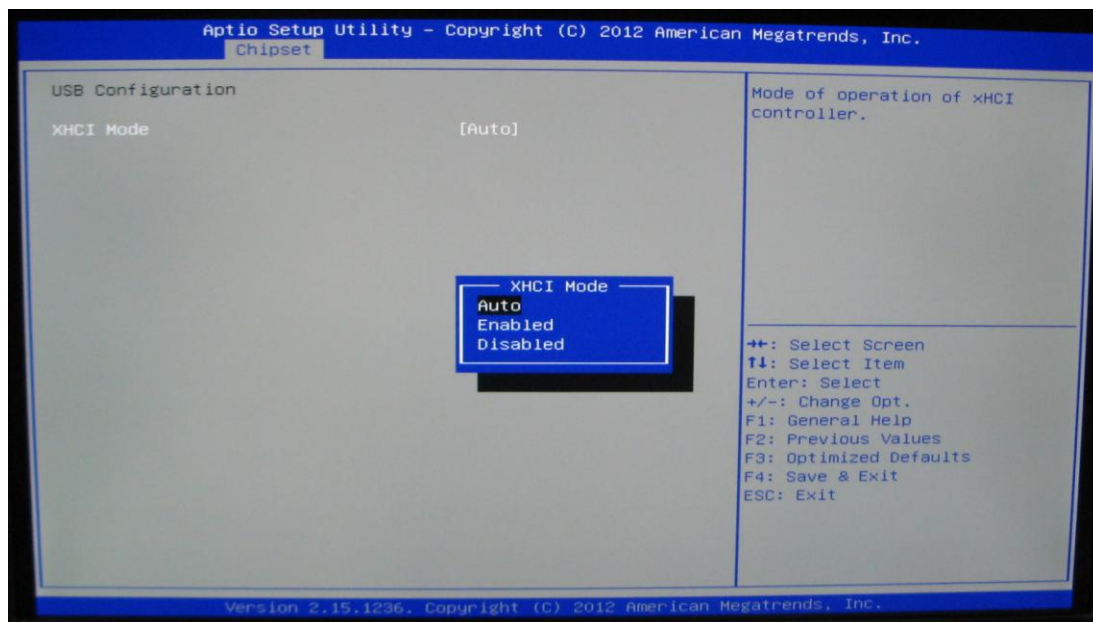 Aptio Setup Utility – Copyright (C) 2012 American Megatrends, Inc.
Chipset
USB Configuration
XHCI Mode [Auto]
Mode of operation of xHCI
controller.
XHCI Mode
Auto
Enabled
Disabled
→←: Select Screen
↑↓: Select Item
Enter: Select
+/-: Change Opt.
F1: General Help
F2: Previous Values
F3: Optimized Defaults
F4: Save & Exit
ESC: Exit
Version 2.15.1236. Copyright (C) 2012 American Megatrends, Inc.